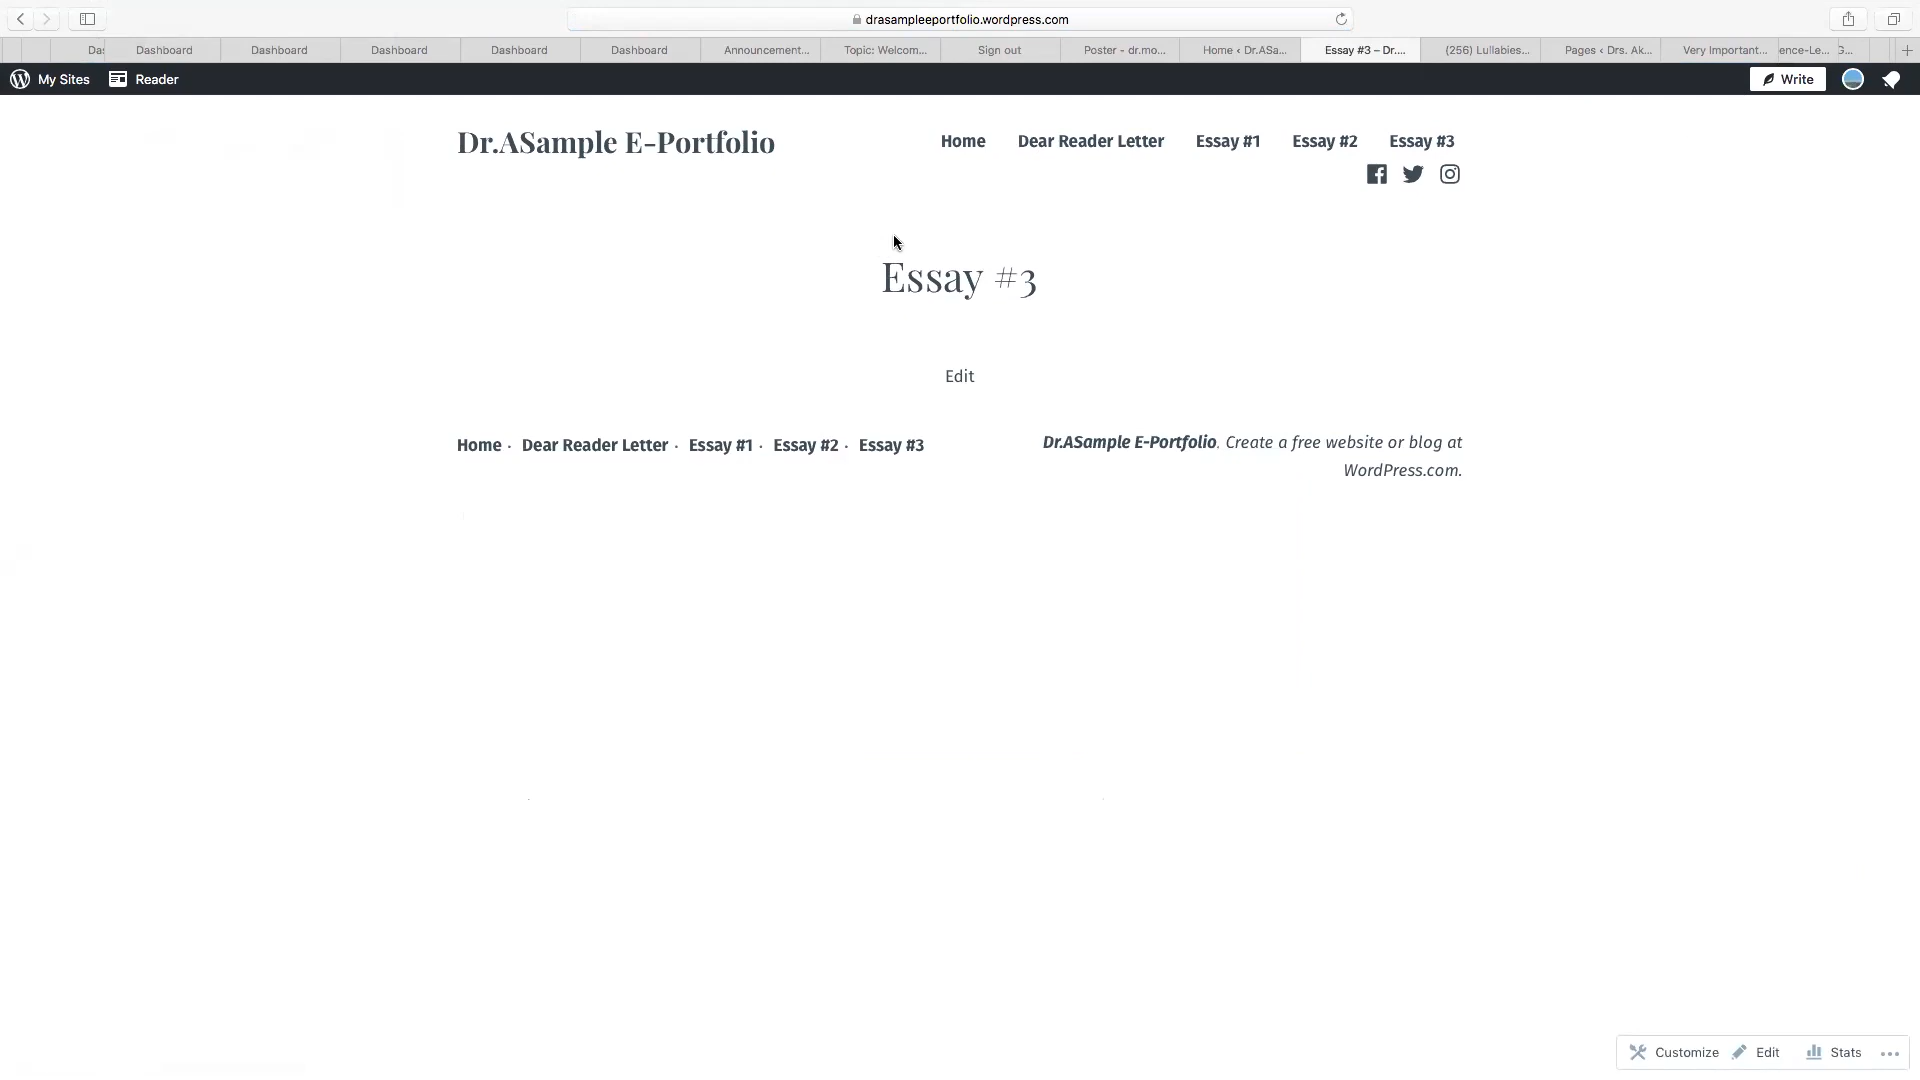 drasampleeportfolio.wordpress.com
Das Dashboard Dashboard Dashboard Dashboard Dashboard Announcement... Topic: Welcom... Sign out Poster - dr.mo... Home ‹ Dr.ASa... Essay #3 – Dr.... (256) Lullabies... Pages ‹ Drs. Ak... Very Important... ence-Le...
My Sites Reader Write
Dr.ASample E-Portfolio
Home Dear Reader Letter Essay #1 Essay #2 Essay #3
Essay #3
Edit
Home · Dear Reader Letter · Essay #1 · Essay #2 · Essay #3
Dr.ASample E-Portfolio. Create a free website or blog at
WordPress.com.
Customize Edit Stats ...